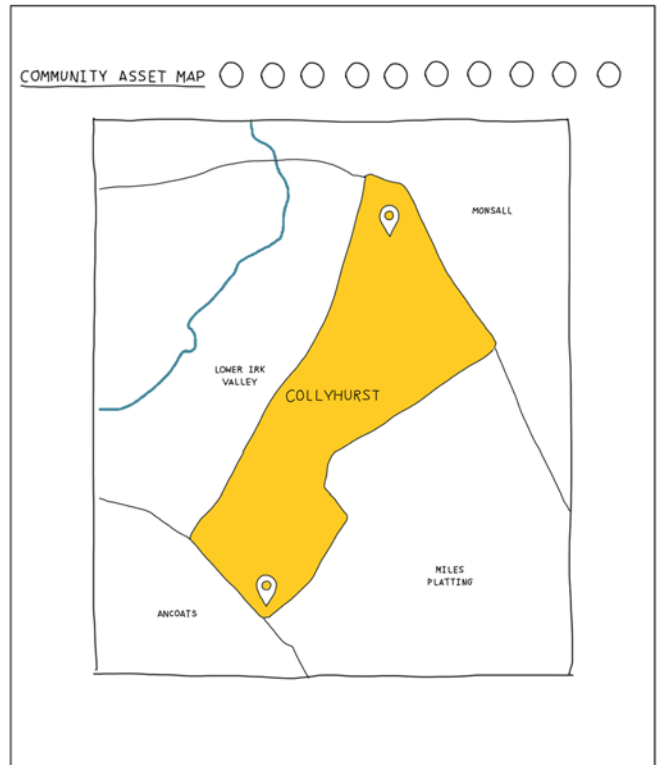 COMMUNITY ASSET MAP
MONSALL
LOWER IRK
VALLEY
COLLYHURST
MILES
PLATTING
ANCOATS